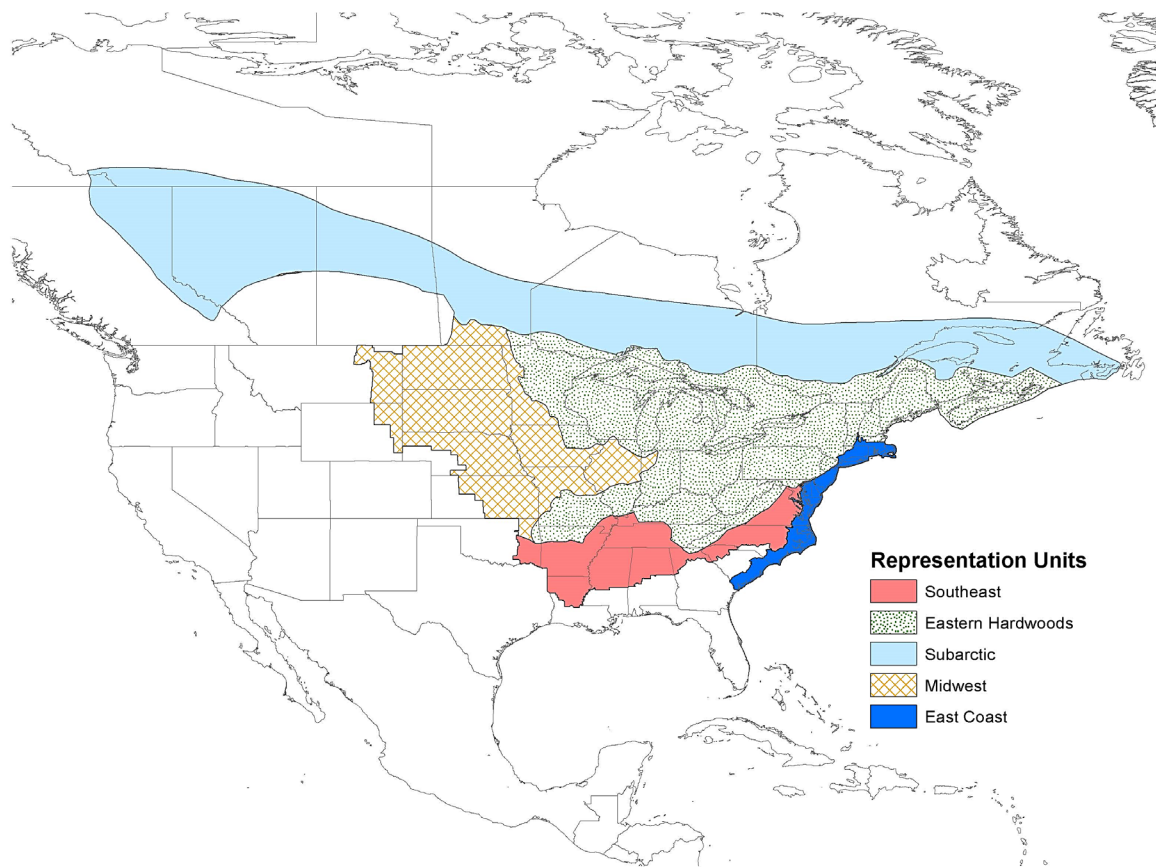 Representation Units
Southeast
Eastern Hardwoods
Subarctic
Midwest
East Coast